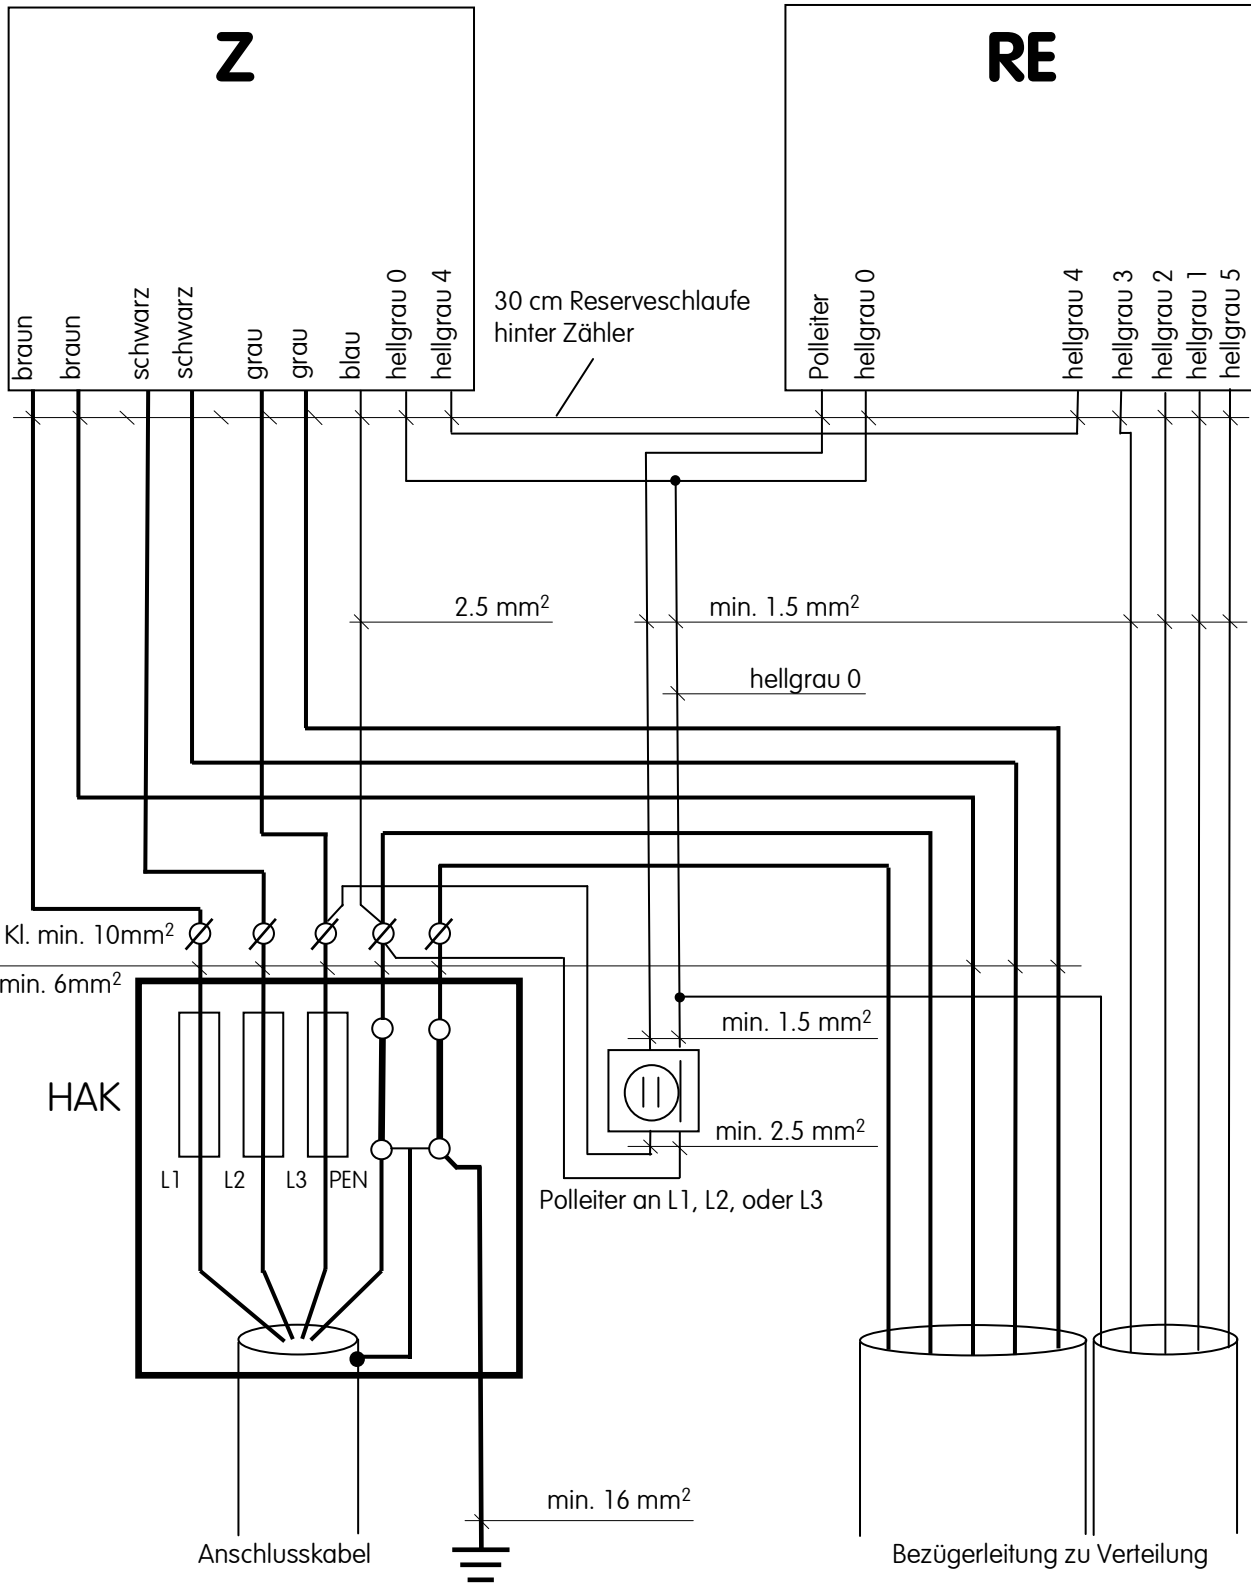 Z
RE
braun
braun
schwarz
schwarz
grau
grau
blau
hellgrau 0
hellgrau 4
30 cm Reserveschlaufe
hinter Zähler
Polleiter
hellgrau 0
hellgrau 4
hellgrau 3
hellgrau 2
hellgrau 1
hellgrau 5
2.5 mm²
min. 1.5 mm²
hellgrau 0
Kl. min. 10mm²
min. 6mm²
min. 1.5 mm²
HAK
min. 2.5 mm²
L1
L2
L3
PEN
Polleiter an L1, L2, oder L3
min. 16 mm²
Anschlusskabel
Bezügerleitung zu Verteilung